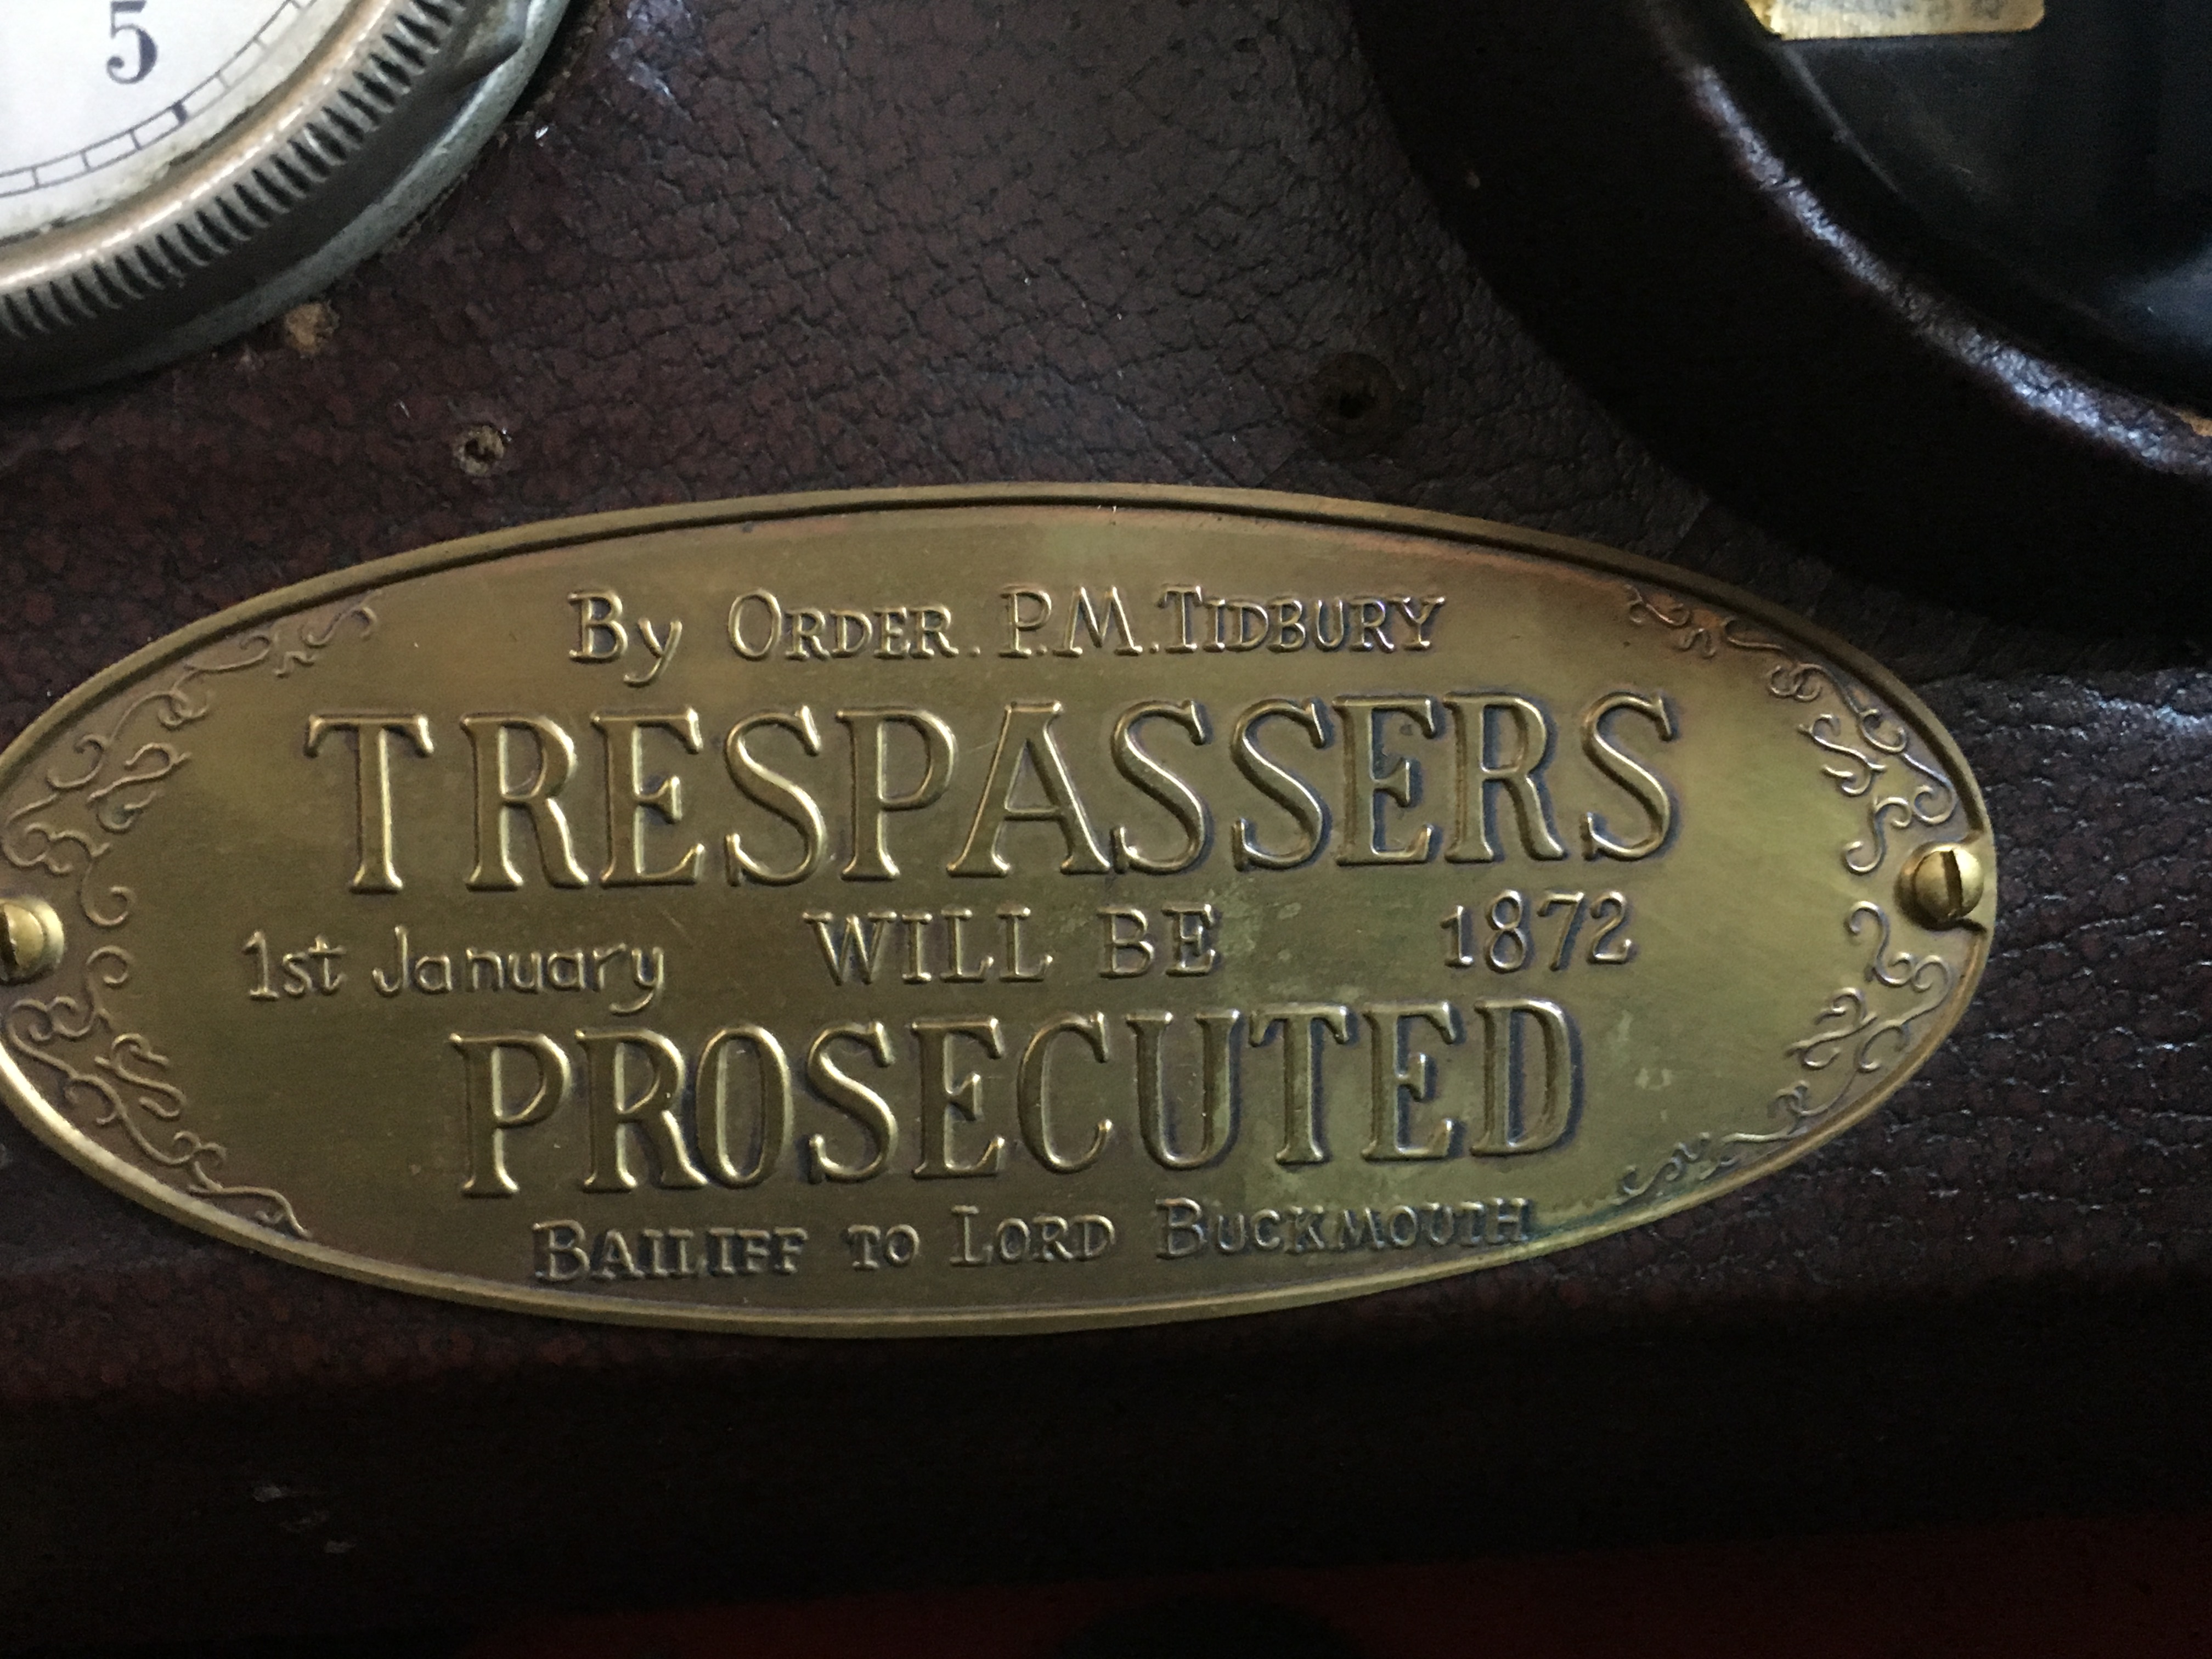 5
By ORDER. P.M. TIDBURY
TRESPASSERS
1st January WILL BE 1872
PROSECUTED
BAILIFF TO LORD BUCKMOUTH